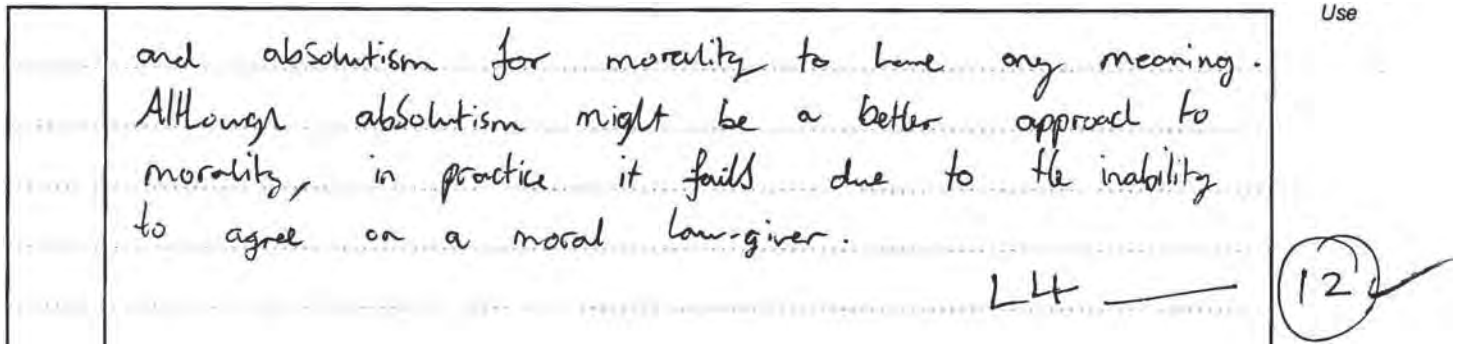 Use
and absolutism for morality to have any meaning.
Although absolutism might be a better approach to
morality, in practice it fails due to the inability
to agree on a moral law-giver.
L4
12